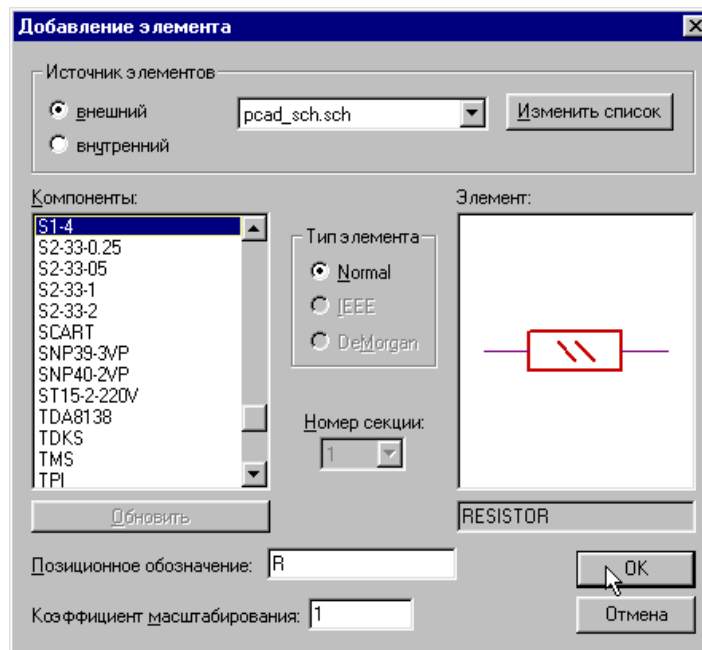 Добавление элемента
Источник элементов
внешний
pcad_sch.sch
Изменить список
внутренний
Компоненты:
Элемент:
S1-4
S2-33-0.25
S2-33-05
S2-33-1
S2-33-2
SCART
SNP39-3VP
SNP40-2VP
ST15-2-220V
TDA8138
TDKS
TMS
TPI
Тип элемента
Normal
IEEE
DeMorgan
Номер секции:
1
Обновить
RESISTOR
Позиционное обозначение:
R
OK
Коэффициент масштабирования:
1
Отмена